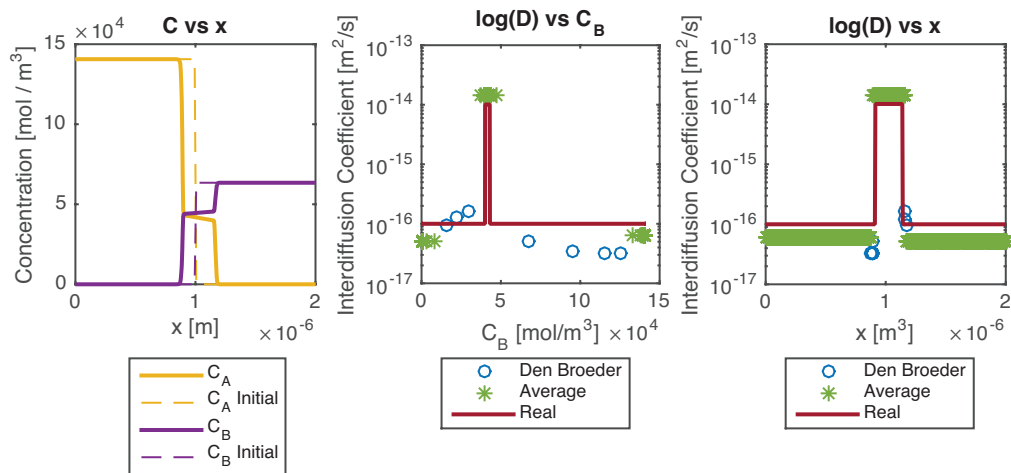 C vs x
15 × 10⁴
10
5
0
0 1 2
× 10⁻⁶
x [m]
Concentration [mol / m³]
C_A
C_A Initial
C_B
C_B Initial
log(D) vs C_B
10⁻¹³
10⁻¹⁴
10⁻¹⁵
10⁻¹⁶
10⁻¹⁷
0 5 10 15
× 10⁴
C_B [mol/m³]
Interdiffusion Coefficient [m²/s]
Den Broeder
Average
Real
log(D) vs x
10⁻¹³
10⁻¹⁴
10⁻¹⁵
10⁻¹⁶
10⁻¹⁷
0 1 2
× 10⁻⁶
x [m³]
Interdiffusion Coefficient [m²/s]
Den Broeder
Average
Real